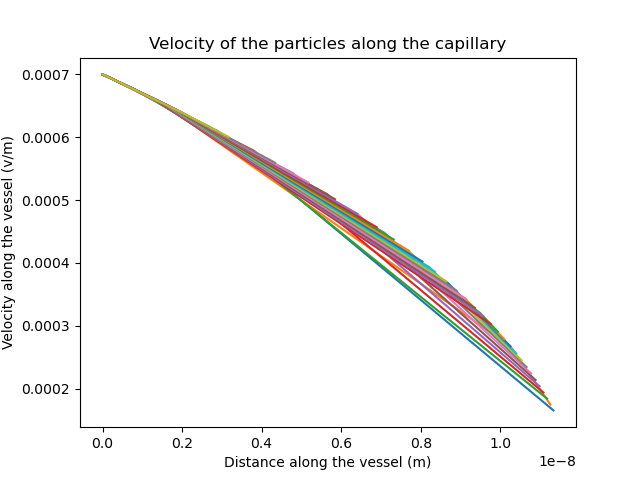 Velocity of the particles along the capillary
0.0007
0.0006
0.0005
0.0004
0.0003
0.0002
Velocity along the vessel (v/m)
0.0 0.2 0.4 0.6 0.8 1.0
Distance along the vessel (m)
1e−8